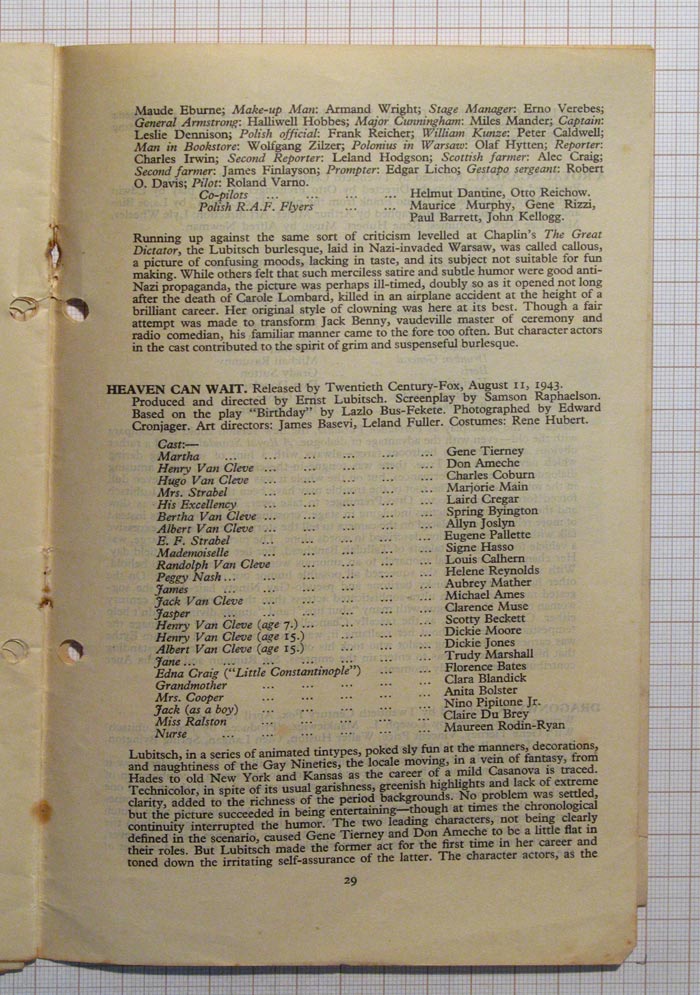 Maude Eburne; Make-up Man: Armand Wright; Stage Manager: Erno Verebes;
General Armstrong: Halliwell Hobbes; Major Cunningham: Miles Mander; Captain:
Leslie Dennison; Polish official: Frank Reicher; William Kunze: Peter Caldwell;
Man in Bookstore: Wolfgang Zilzer; Polonius in Warsaw: Olaf Hytten; Reporter:
Charles Irwin; Second Reporter: Leland Hodgson; Scottish farmer: Alec Craig;
Second farmer: James Finlayson; Prompter: Edgar Licho; Gestapo sergeant: Robert
O. Davis; Pilot: Roland Varno.
Co-pilots ... ... ... ... Helmut Dantine, Otto Reichow.
Polish R.A.F. Flyers ... ... Maurice Murphy, Gene Rizzi,
Paul Barrett, John Kellogg.
Running up against the same sort of criticism levelled at Chaplin's The Great
Dictator, the Lubitsch burlesque, laid in Nazi-invaded Warsaw, was called callous,
a picture of confusing moods, lacking in taste, and its subject not suitable for fun
making. While others felt that such merciless satire and subtle humor were good anti-
Nazi propaganda, the picture was perhaps ill-timed, doubly so as it opened not long
after the death of Carole Lombard, killed in an airplane accident at the height of a
brilliant career. Her original style of clowning was here at its best. Though a fair
attempt was made to transform Jack Benny, vaudeville master of ceremony and
radio comedian, his familiar manner came to the fore too often. But character actors
in the cast contributed to the spirit of grim and suspenseful burlesque.
HEAVEN CAN WAIT. Released by Twentieth Century-Fox, August 11, 1943.
Produced and directed by Ernst Lubitsch. Screenplay by Samson Raphaelson.
Based on the play "Birthday" by Lazlo Bus-Fekete. Photographed by Edward
Cronjager. Art directors: James Basevi, Leland Fuller. Costumes: Rene Hubert.
Cast:—
Martha ... ... ... ... ... ... Gene Tierney
Henry Van Cleve ... ... ... ... ... Don Ameche
Hugo Van Cleve ... ... ... ... ... Charles Coburn
Mrs. Strabel ... ... ... ... ... Marjorie Main
His Excellency ... ... ... ... ... Laird Cregar
Bertha Van Cleve ... ... ... ... ... Spring Byington
Albert Van Cleve ... ... ... ... ... Allyn Joslyn
E. F. Strabel ... ... ... ... ... Eugene Pallette
Mademoiselle ... ... ... ... ... Signe Hasso
Randolph Van Cleve ... ... ... ... Louis Calhern
Peggy Nash ... ... ... ... ... ... Helene Reynolds
James ... ... ... ... ... ... Aubrey Mather
Jack Van Cleve ... ... ... ... ... Michael Ames
Jasper ... ... ... ... ... ... Clarence Muse
Henry Van Cleve (age 7.) ... ... ... ... Scotty Beckett
Henry Van Cleve (age 15.) ... ... ... Dickie Moore
Albert Van Cleve (age 15.) ... ... ... Dickie Jones
Jane ... ... ... ... ... ... Trudy Marshall
Edna Craig ("Little Constantinople") ... ... Florence Bates
Grandmother ... ... ... ... ... Clara Blandick
Mrs. Cooper ... ... ... ... ... Anita Bolster
Jack (as a boy) ... ... ... ... ... Nino Pipitone Jr.
Miss Ralston ... ... ... ... ... Claire Du Brey
Nurse ... ... ... ... ... ... Maureen Rodin-Ryan
Lubitsch, in a series of animated tintypes, poked sly fun at the manners, decorations,
and naughtiness of the Gay Nineties, the locale moving, in a vein of fantasy, from
Hades to old New York and Kansas as the career of a mild Casanova is traced.
Technicolor, in spite of its usual garishness, greenish highlights and lack of extreme
clarity, added to the richness of the period backgrounds. No problem was settled,
but the picture succeeded in being entertaining—though at times the chronological
continuity interrupted the humor. The two leading characters, not being clearly
defined in the scenario, caused Gene Tierney and Don Ameche to be a little flat in
their roles. But Lubitsch made the former act for the first time in her career and
toned down the irritating self-assurance of the latter. The character actors, as the
29